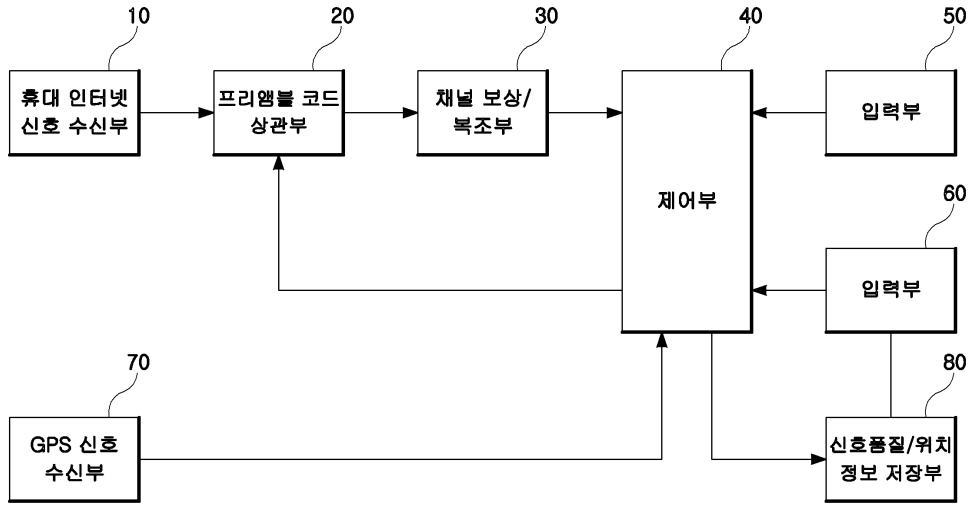 10
20
30
40
50
휴대 인터넷
신호 수신부
프리앰블 코드
상관부
채널 보상/
복조부
제어부
입력부
60
입력부
70
80
GPS 신호
수신부
신호품질/위치
정보 저장부